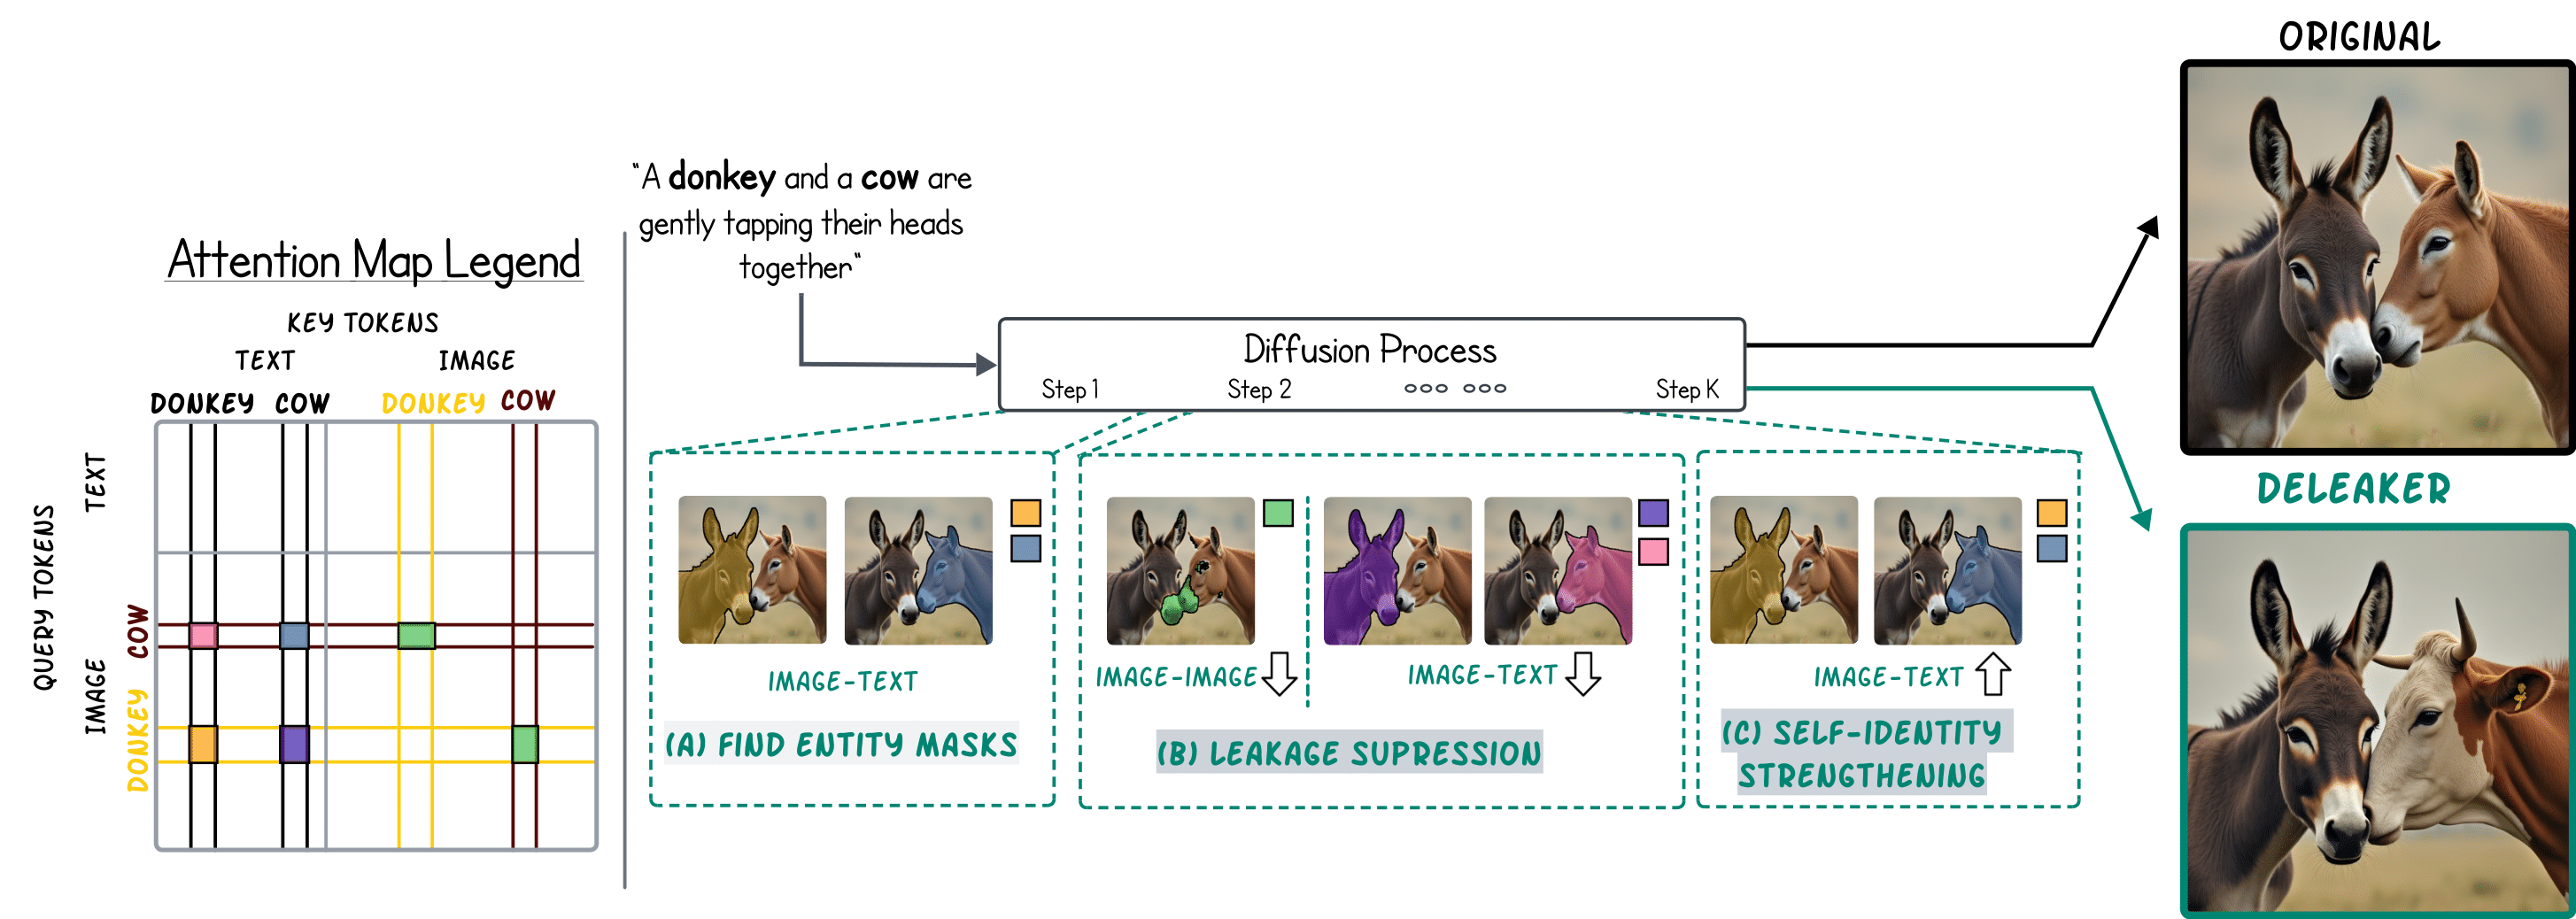 Attention Map Legend
KEY TOKENS
TEXT IMAGE
DONKEY COW DONKEY COW
QUERY TOKENS
TEXT
IMAGE
COW
DONKEY
"A donkey and a cow are
gently tapping their heads
together"
Diffusion Process
Step 1 Step 2 Step K
IMAGE-TEXT
(A) FIND ENTITY MASKS
IMAGE-IMAGE IMAGE-TEXT
(B) LEAKAGE SUPRESSION
IMAGE-TEXT
(C) SELF-IDENTITY
STRENGTHENING
ORIGINAL
DELEAKER